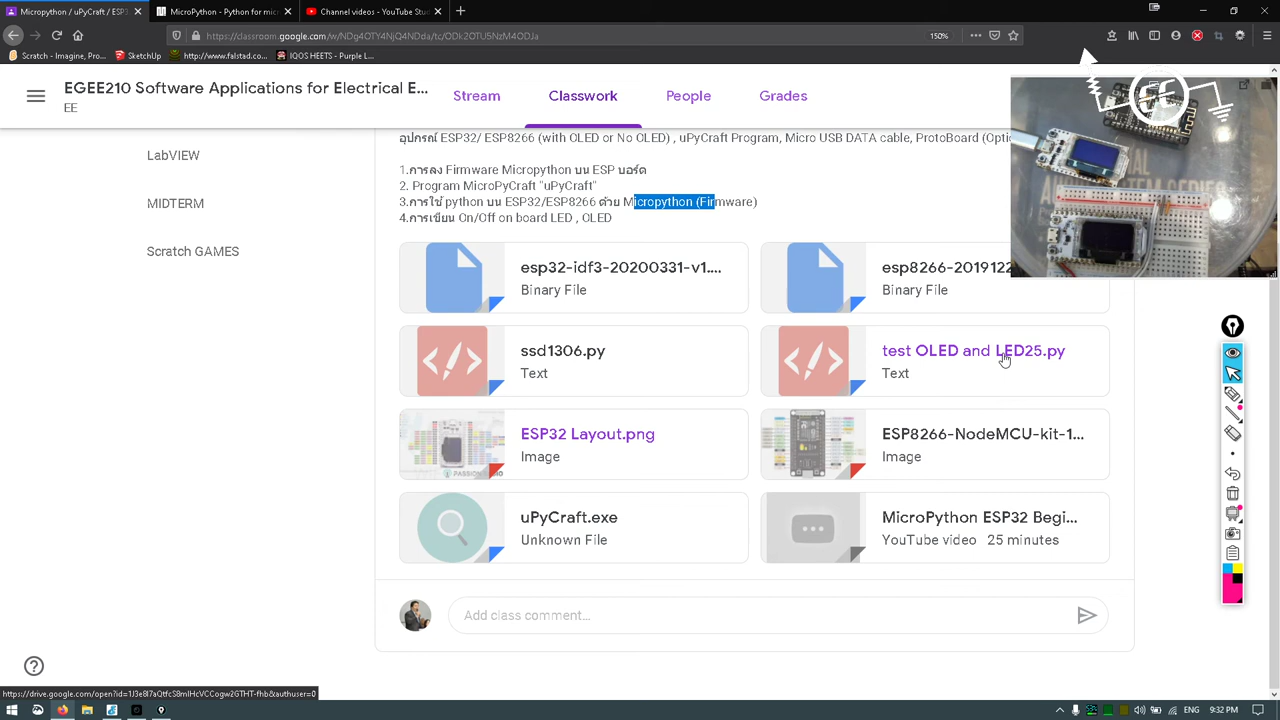 Micropython / uPyCraft / ESP3
MicroPython - Python for micr
Channel videos - YouTube Stud
https://classroom.google.com/w/NDg4OTY4NjQ4NDda/tc/ODk2OTU5NzM4ODJa
150%
Scratch — Imagine, Pro...
SketchUp
http://www.falstad.co...
IQOS HEETS - Purple L...
EGEE210 Software Applications for Electrical E...
EE
Stream
Classwork
People
Grades
LabVIEW
MIDTERM
Scratch GAMES
อุปกรณ์ ESP32/ ESP8266 (with OLED or No OLED) , uPyCraft Program, Micro USB DATA cable, ProtoBoard (Optio
1.การลง Firmware Micropython บน ESP บอร์ด
2. Program MicroPyCraft "uPyCraft"
3.การใช้ python บน ESP32/ESP8266 ด้วย Micropython (Firmware)
4.การเขียน On/Off on board LED , OLED
esp32-idf3-20200331-v1....
Binary File
esp8266-2019122
Binary File
ssd1306.py
Text
test OLED and LED25.py
Text
ESP32 Layout.png
Image
ESP8266-NodeMCU-kit-1...
Image
uPyCraft.exe
Unknown File
MicroPython ESP32 Begi...
YouTube video 25 minutes
Add class comment...
EE
ENG
9:32 PM